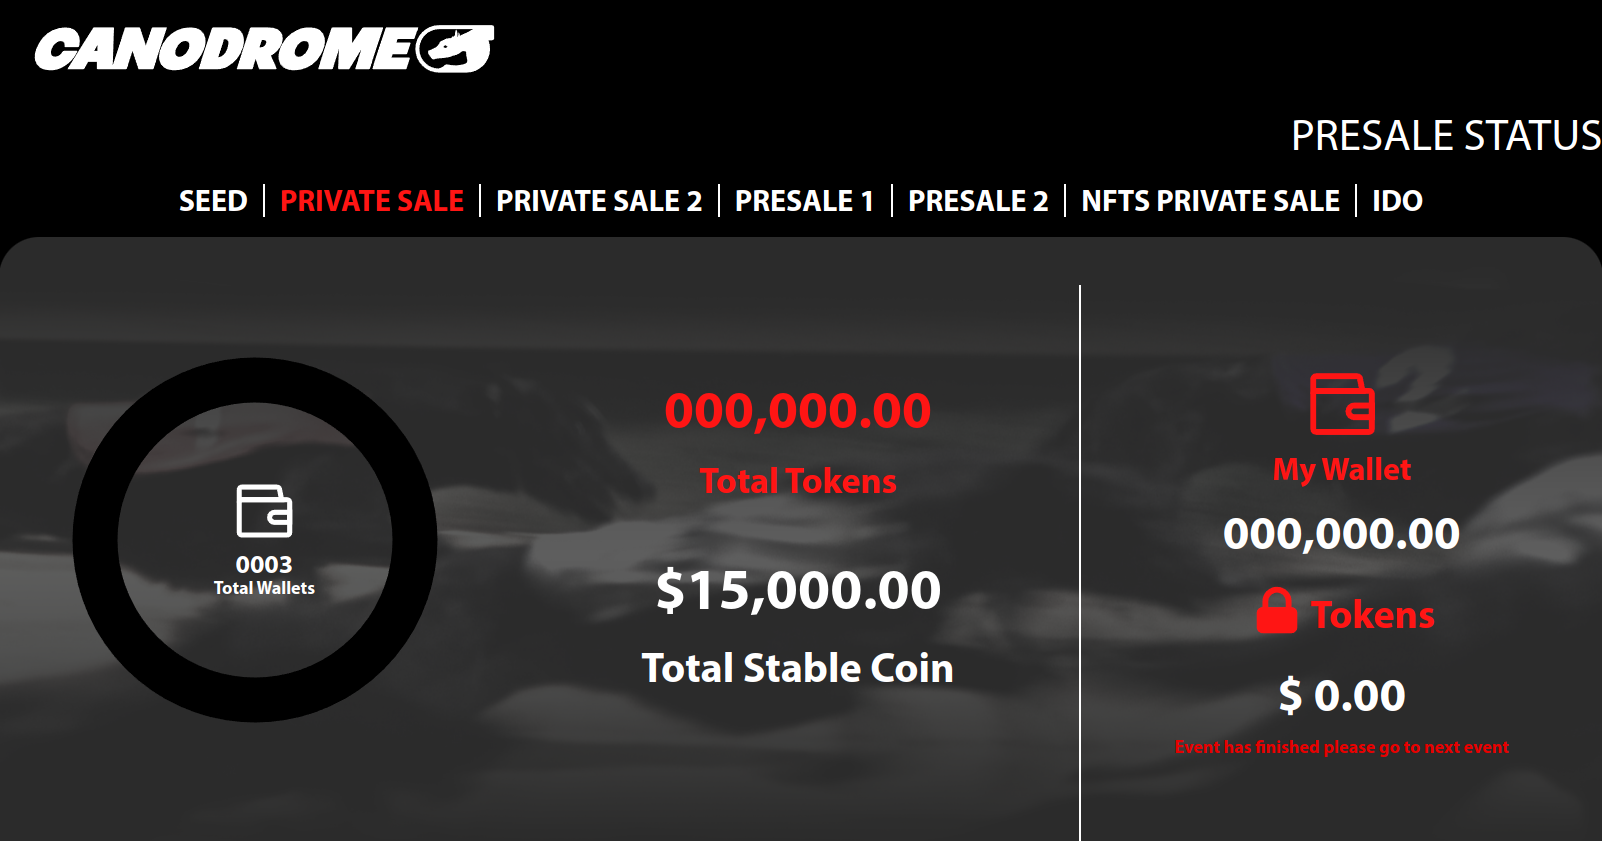 CANODROME
PRESALE STATUS
SEED | PRIVATE SALE | PRIVATE SALE 2 | PRESALE 1 | PRESALE 2 | NFTS PRIVATE SALE | IDO
0003
Total Wallets
000,000.00
Total Tokens
$15,000.00
Total Stable Coin
My Wallet
000,000.00
Tokens
$ 0.00
Event has finished please go to next event